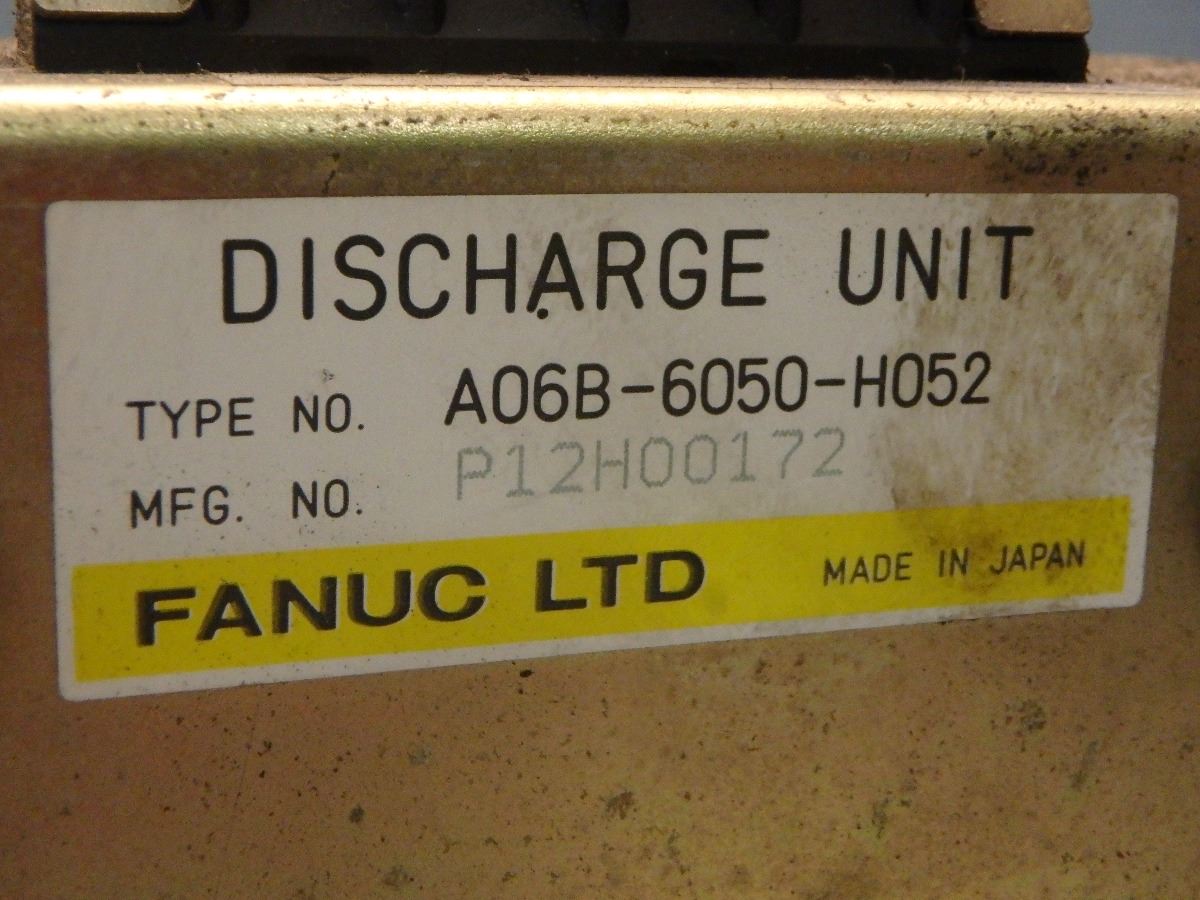 DISCHARGE UNIT
TYPE NO. A06B-6050-H052
MFG. NO. P12H00172
FANUC LTD MADE IN JAPAN